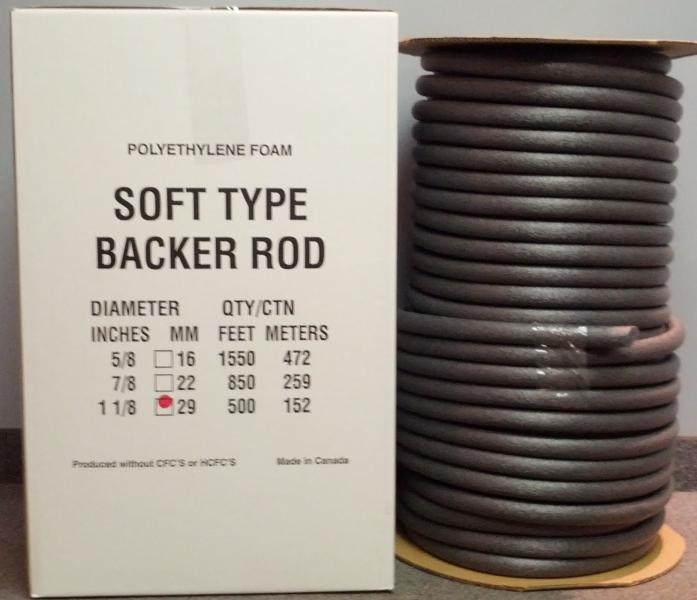 POLYETHYLENE FOAM
SOFT TYPE
BACKER ROD
DIAMETER QTY/CTN
INCHES MM FEET METERS
5/8 16 1550 472
7/8 22 850 259
1 1/8 29 500 152
Produced without CFC'S or HCFC'S Made in Canada